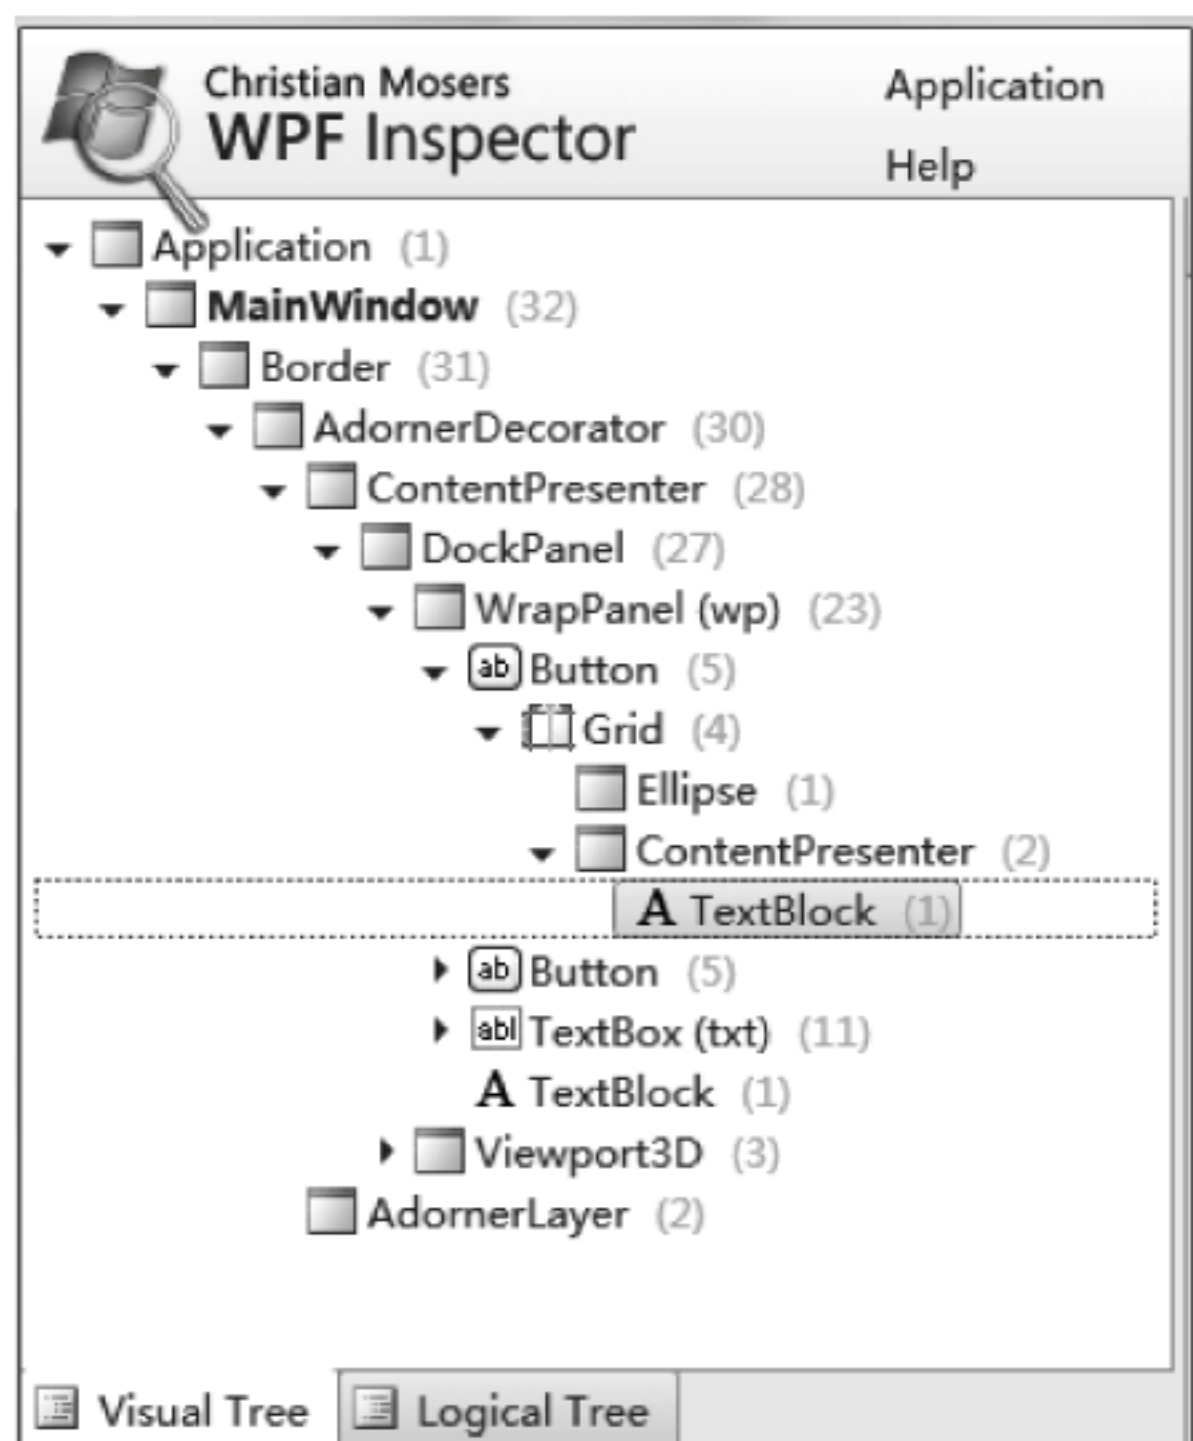 Christian Mosers
WPF Inspector
Application
Help
Application (1)
MainWindow (32)
Border (31)
AdornerDecorator (30)
ContentPresenter (28)
DockPanel (27)
WrapPanel (wp) (23)
ab Button (5)
Grid (4)
Ellipse (1)
ContentPresenter (2)
A TextBlock (1)
ab Button (5)
abl TextBox (txt) (11)
A TextBlock (1)
Viewport3D (3)
AdornerLayer (2)
Visual Tree
Logical Tree